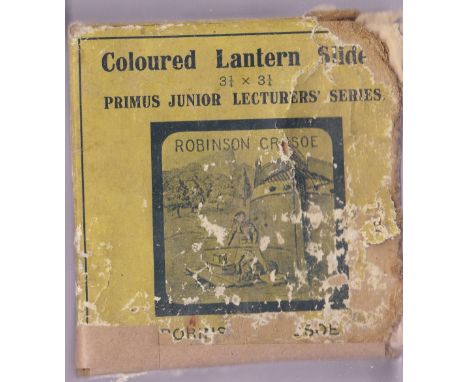 Coloured Lantern Slide
3¼ × 3¼
PRIMUS JUNIOR LECTURERS' SERIES.
ROBINSON CRUSOE